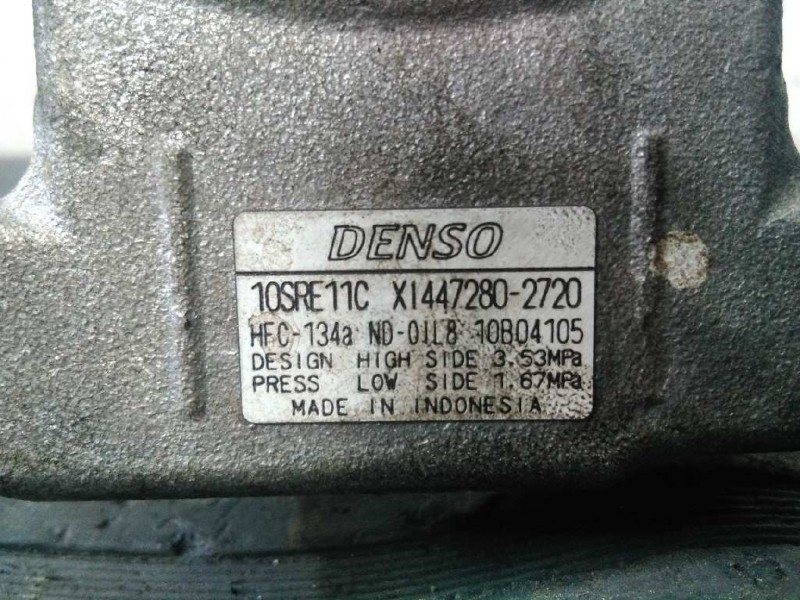 DENSO
10SRE11C XI447280-2720
HFC-134a ND-OIL8 10B04105
DESIGN HIGH SIDE 3.53MPa
PRESS LOW SIDE 1.67MPa
MADE IN INDONESIA